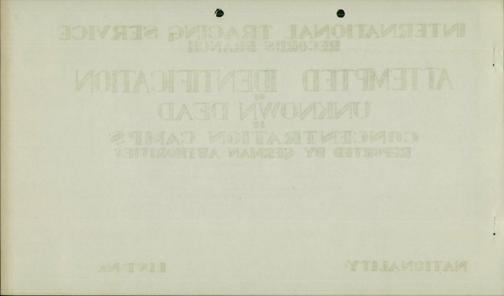 INTERNATIONAL TRACING SERVICE
RECORDS BRANCH
ATTEMPTED IDENTIFICATION
OF
UNKNOWN DEAD
IN
CONCENTRATION CAMPS
REPORTED BY GERMAN AUTHORITIES
NATIONALITY LIST No.